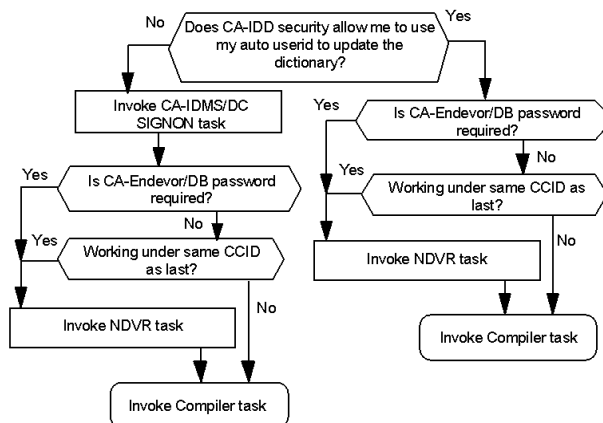 Does CA-IDD security allow me to use
my auto userid to update the
dictionary?
No
Yes
Invoke CA-IDMS/DC
SIGNON task
Is CA-Endevor/DB password
required?
Yes
No
Working under same CCID
as last?
Yes
No
Invoke NDVR task
Invoke Compiler task
Is CA-Endevor/DB password
required?
Yes
No
Working under same CCID as
last?
Yes
No
Invoke NDVR task
Invoke Compiler task